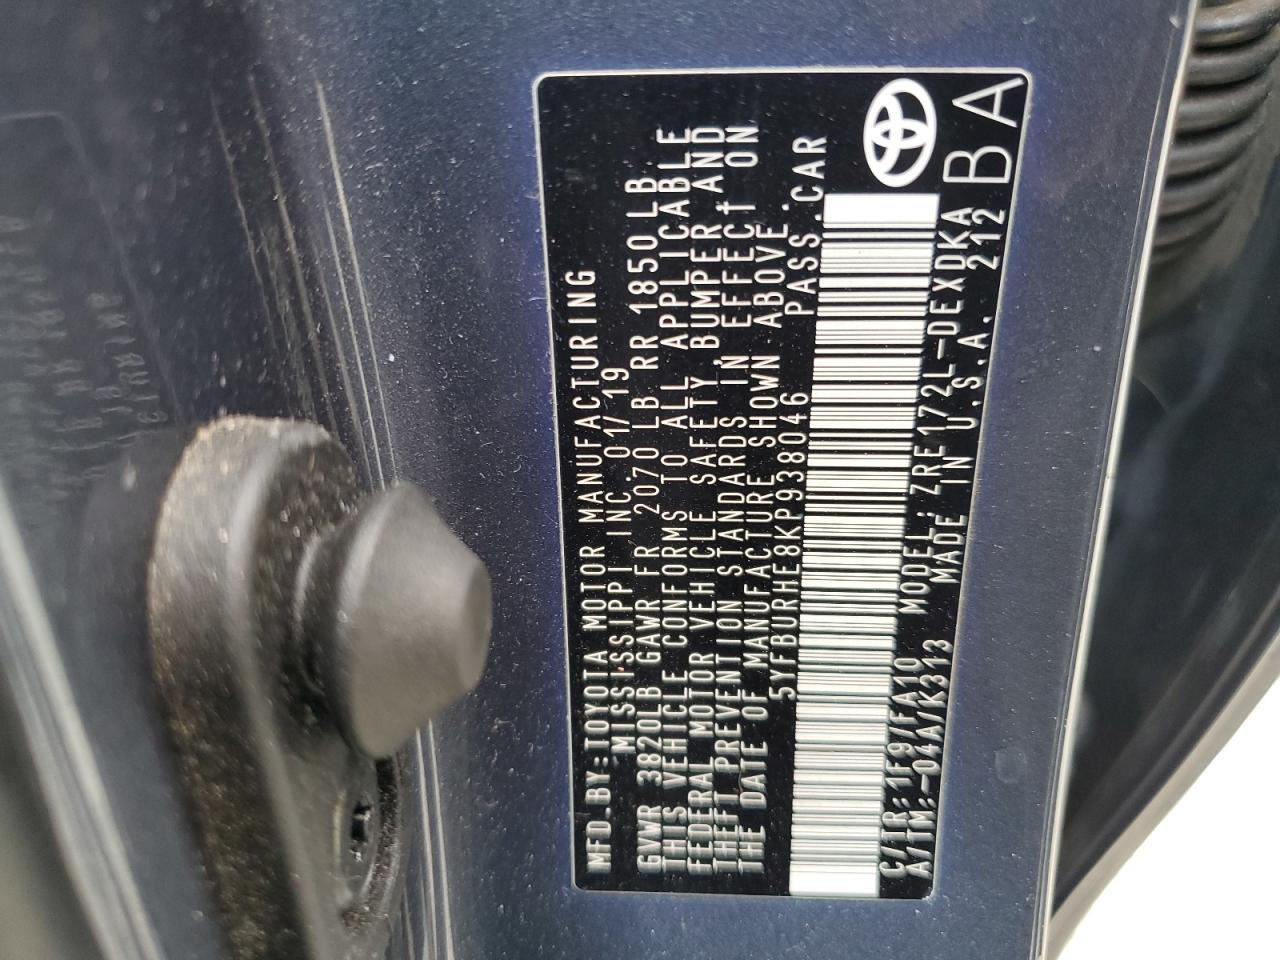 MFD.BY:TOYOTA MOTOR MANUFACTURING
MISSISSIPPI INC. 01/19
GVWR 3820LB GAWR FR 2070 LB RR 1850 LB
THIS VEHICLE CONFORMS TO ALL APPLICABLE
FEDERAL MOTOR VEHICLE SAFETY, BUMPER, AND
THEFT PREVENTION STANDARDS IN EFFECT ON
THE DATE OF MANUFACTURE SHOWN ABOVE.
5YFBURHE8KP938046 PASS.CAR
C/TR:1F9/FA10 MODEL:ZRE172L-DEXDKA
A/TM:-04A/K313 MADE IN U.S.A. 212 BA